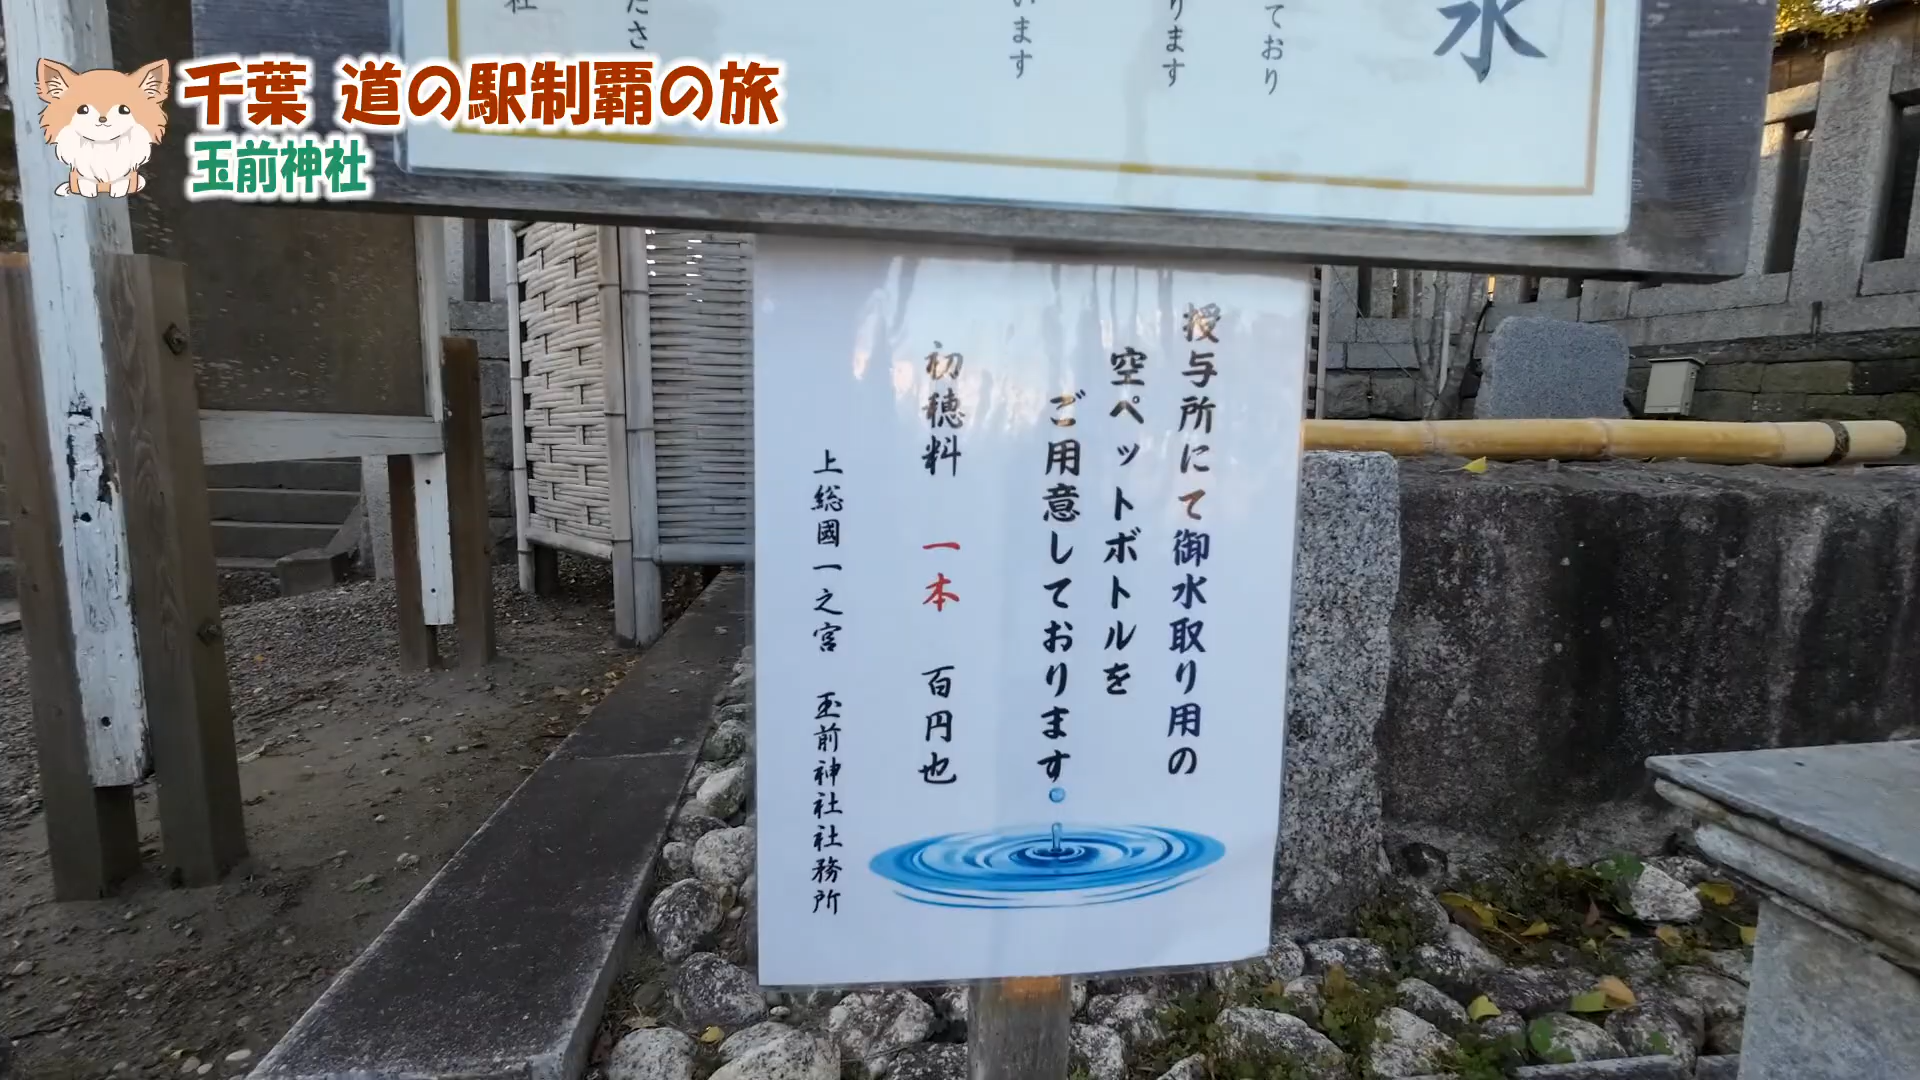 千葉 道の駅制覇の旅
玉前神社
水
ており
ります
います
ださ
社
授与所にて御水取り用の
空ペットボトルを
ご用意しております。
初穂料 一本 百円也
上総國一之宮 玉前神社社務所